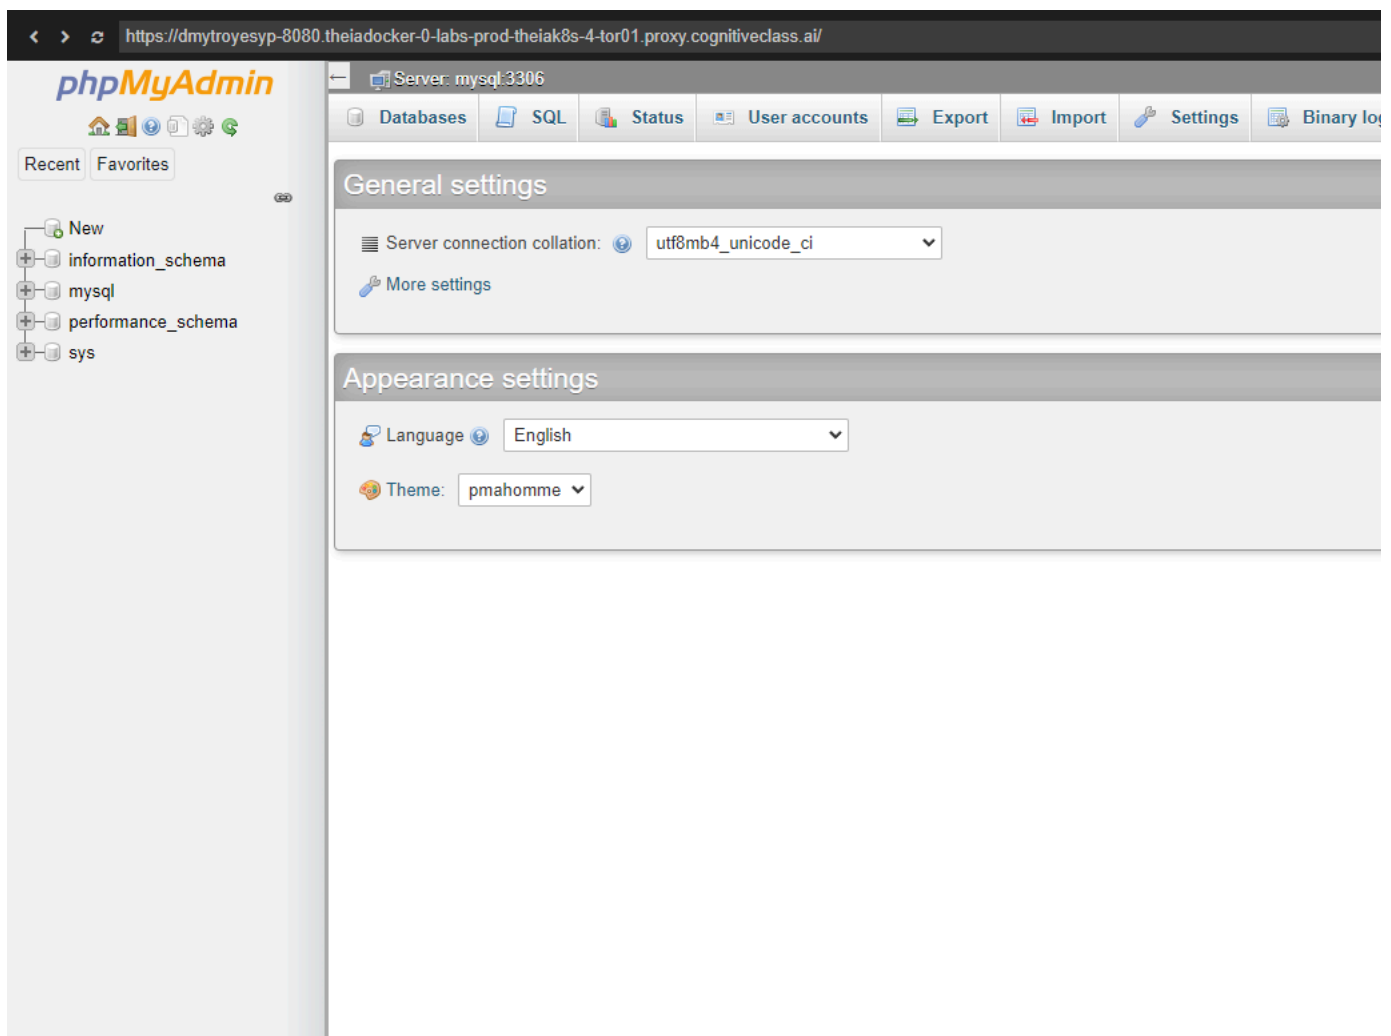 https://dmytroyesyp-8080.theiadocker-0-labs-prod-theiak8s-4-tor01.proxy.cognitiveclass.ai/
phpMyAdmin
Recent Favorites
New
information_schema
mysql
performance_schema
sys
Server: mysql:3306
Databases SQL Status User accounts Export Import Settings Binary log
General settings
Server connection collation: utf8mb4_unicode_ci
More settings
Appearance settings
Language English
Theme: pmahomme